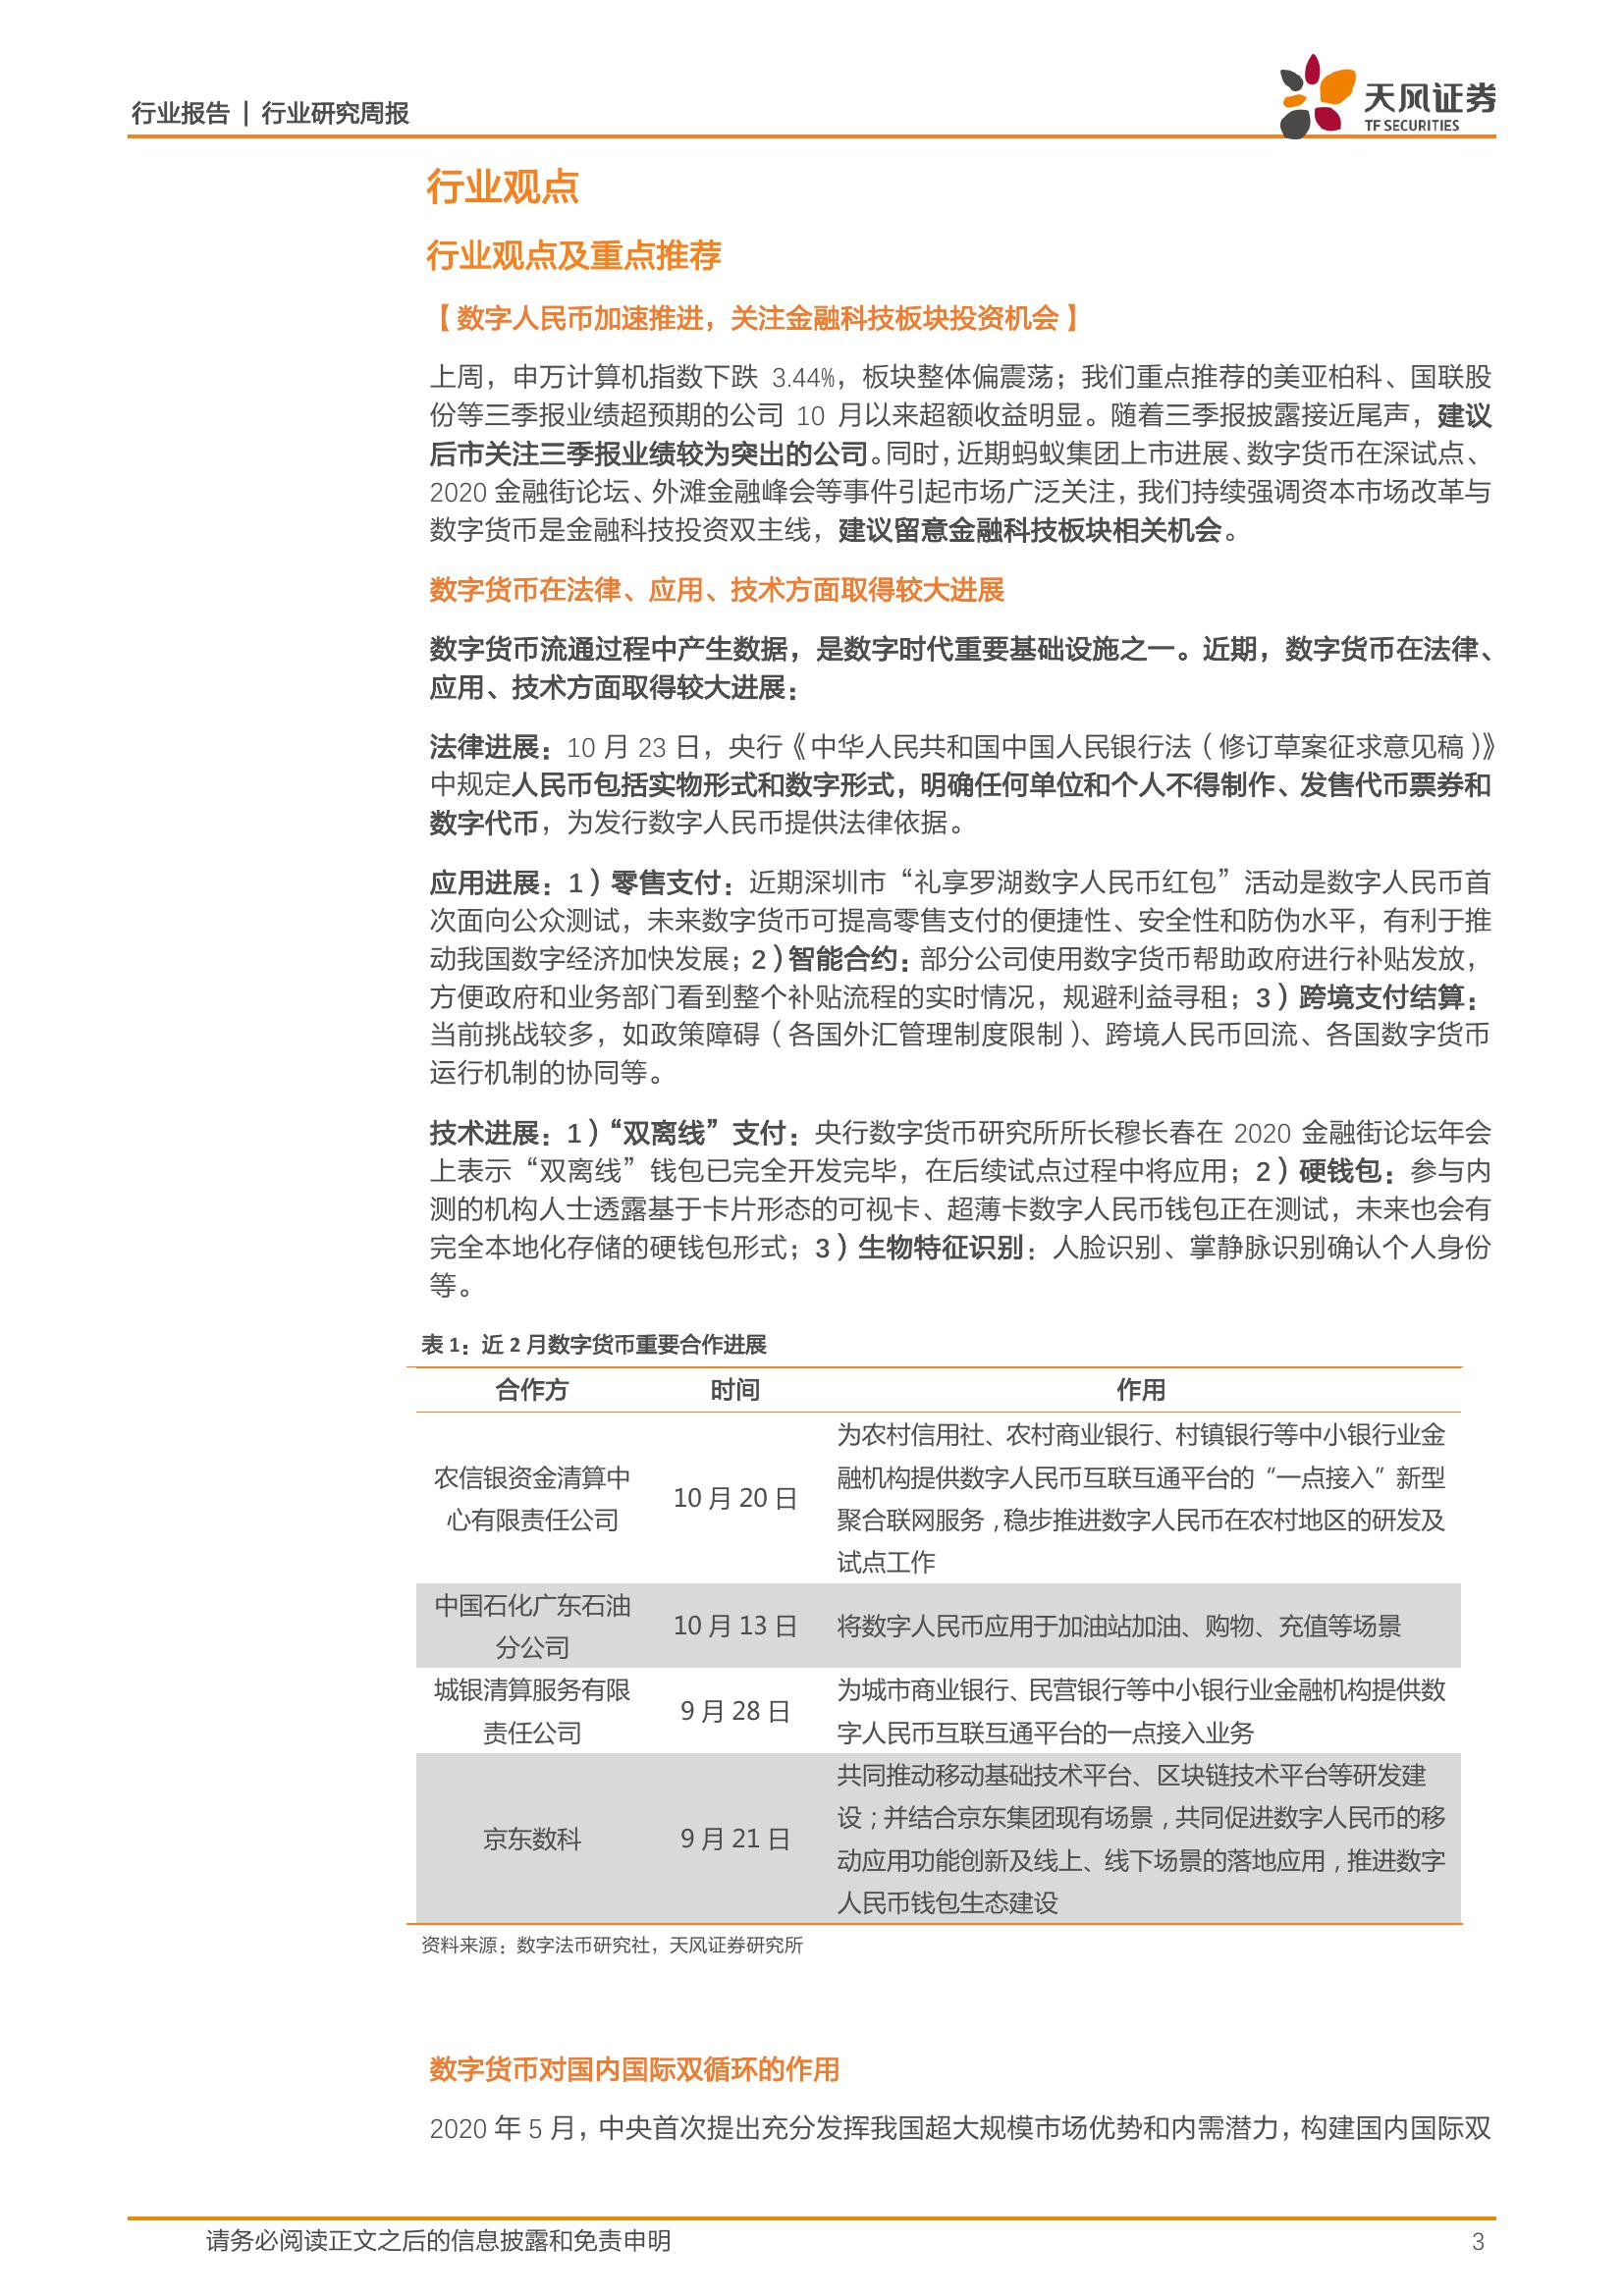 行业报告 | 行业研究周报
天风证券
TF SECURITIES
行业观点
行业观点及重点推荐
【数字人民币加速推进，关注金融科技板块投资机会】
上周，申万计算机指数下跌 3.44%，板块整体偏震荡；我们重点推荐的美亚柏科、国联股
份等三季报业绩超预期的公司 10 月以来超额收益明显。随着三季报披露接近尾声，建议
后市关注三季报业绩较为突出的公司。同时，近期蚂蚁集团上市进展、数字货币在深试点、
2020 金融街论坛、外滩金融峰会等事件引起市场广泛关注，我们持续强调资本市场改革与
数字货币是金融科技投资双主线，建议留意金融科技板块相关机会。
数字货币在法律、应用、技术方面取得较大进展
数字货币流通过程中产生数据，是数字时代重要基础设施之一。近期，数字货币在法律、
应用、技术方面取得较大进展：
法律进展：10 月 23 日，央行《中华人民共和国中国人民银行法（修订草案征求意见稿）》
中规定人民币包括实物形式和数字形式，明确任何单位和个人不得制作、发售代币票券和
数字代币，为发行数字人民币提供法律依据。
应用进展：1）零售支付：近期深圳市“礼享罗湖数字人民币红包”活动是数字人民币首
次面向公众测试，未来数字货币可提高零售支付的便捷性、安全性和防伪水平，有利于推
动我国数字经济加快发展；2）智能合约：部分公司使用数字货币帮助政府进行补贴发放，
方便政府和业务部门看到整个补贴流程的实时情况，规避利益寻租；3）跨境支付结算：
当前挑战较多，如政策障碍（各国外汇管理制度限制）、跨境人民币回流、各国数字货币
运行机制的协同等。
技术进展：1）“双离线”支付：央行数字货币研究所所长穆长春在 2020 金融街论坛年会
上表示“双离线”钱包已完全开发完毕，在后续试点过程中将应用；2）硬钱包：参与内
测的机构人士透露基于卡片形态的可视卡、超薄卡数字人民币钱包正在测试，未来也会有
完全本地化存储的硬钱包形式；3）生物特征识别：人脸识别、掌静脉识别确认个人身份
等。
表 1：近 2 月数字货币重要合作进展
合作方 时间 作用
农信银资金清算中
心有限责任公司
10 月 20 日
为农村信用社、农村商业银行、村镇银行等中小银行业金
融机构提供数字人民币互联互通平台的“一点接入”新型
聚合联网服务,稳步推进数字人民币在农村地区的研发及
试点工作
中国石化广东石油
分公司
10 月 13 日
将数字人民币应用于加油站加油、购物、充值等场景
城银清算服务有限
责任公司
9 月 28 日
为城市商业银行、民营银行等中小银行业金融机构提供数
字人民币互联互通平台的一点接入业务
京东数科
9 月 21 日
共同推动移动基础技术平台、区块链技术平台等研发建
设;并结合京东集团现有场景,共同促进数字人民币的移
动应用功能创新及线上、线下场景的落地应用,推进数字
人民币钱包生态建设
资料来源：数字法币研究社，天风证券研究所
数字货币对国内国际双循环的作用
2020 年 5 月，中央首次提出充分发挥我国超大规模市场优势和内需潜力，构建国内国际双
请务必阅读正文之后的信息披露和免责申明
3